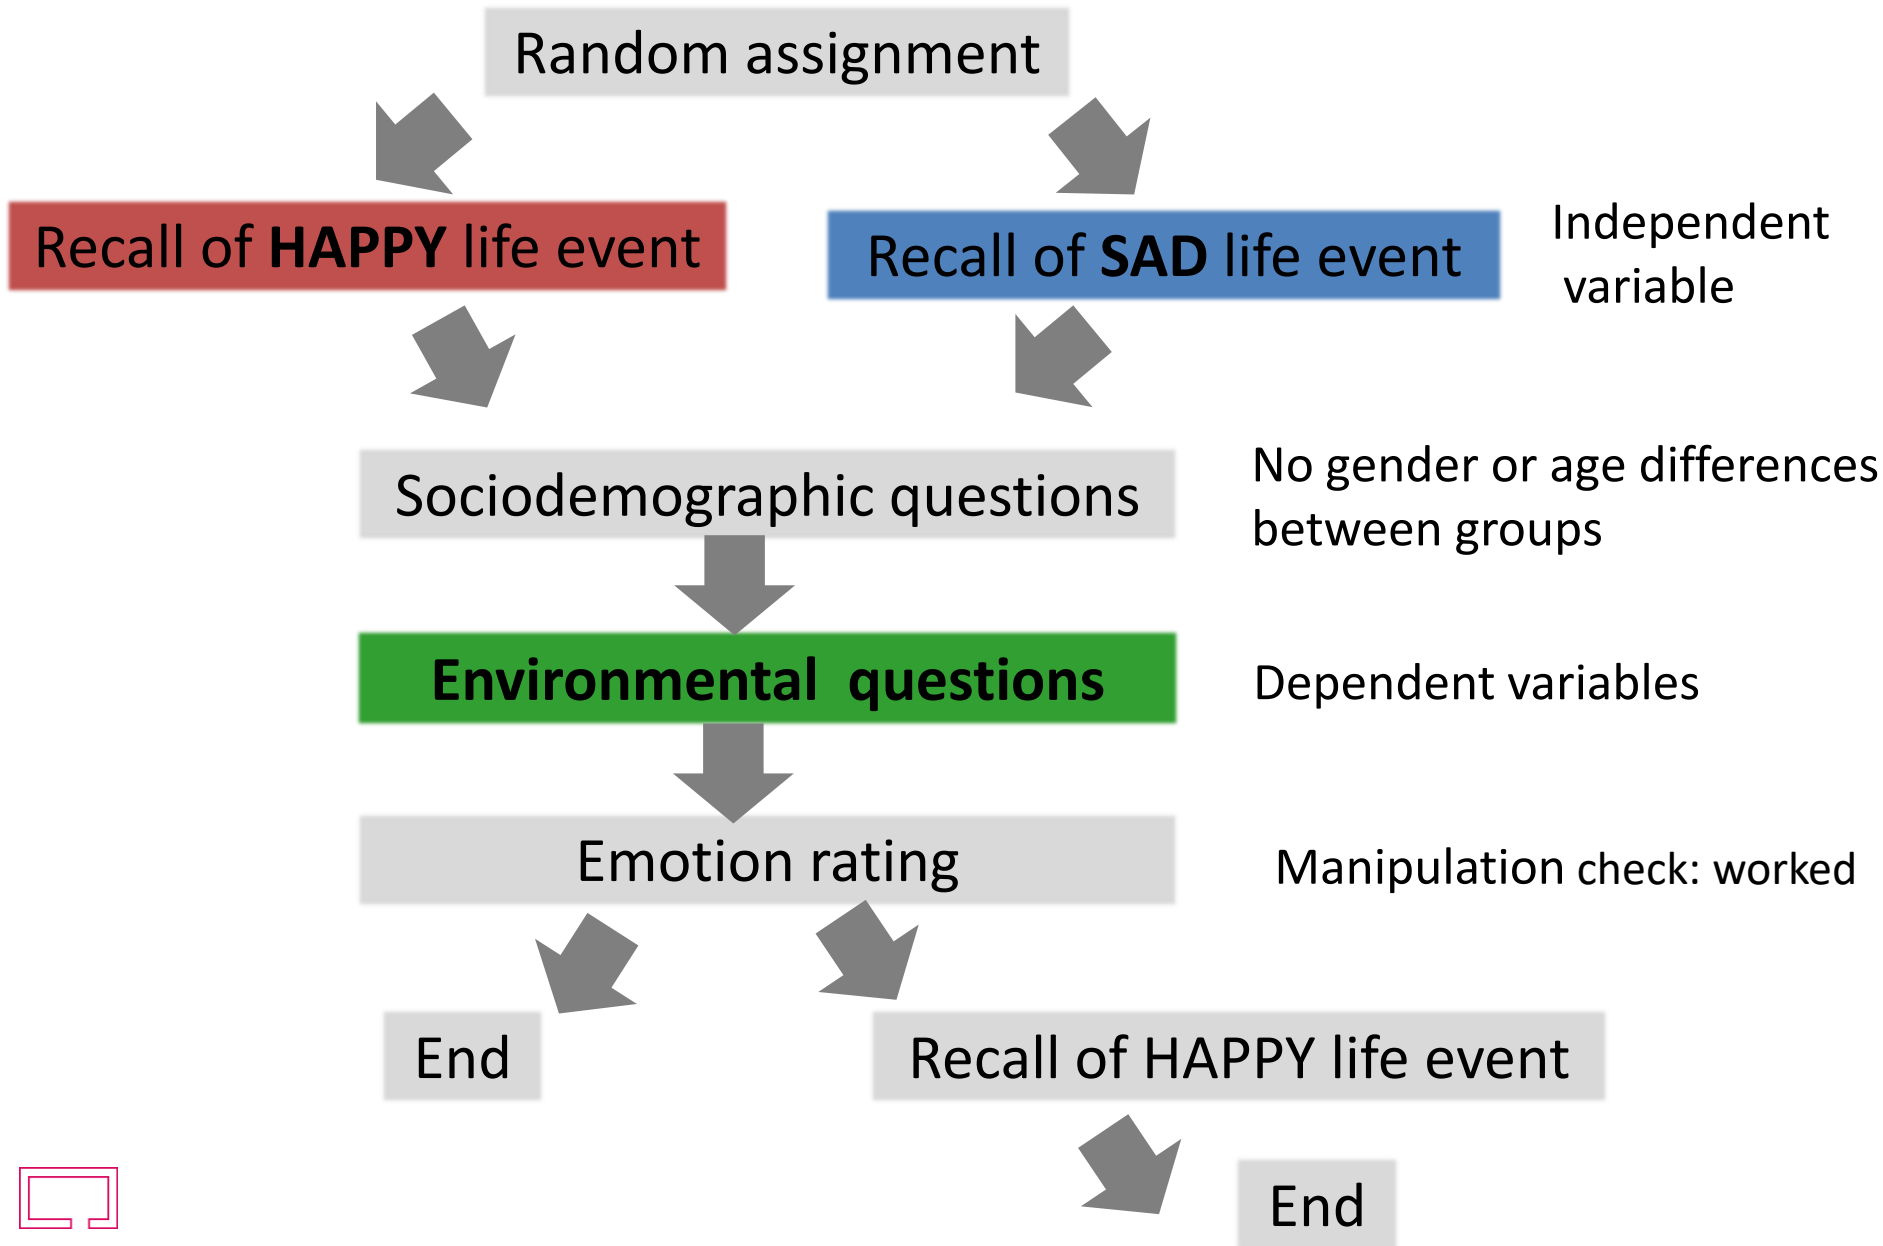 Random assignment
Recall of HAPPY life event
Recall of SAD life event
Independent
variable
Sociodemographic questions
No gender or age differences
between groups
Environmental questions
Dependent variables
Emotion rating
Manipulation check: worked
End
Recall of HAPPY life event
End